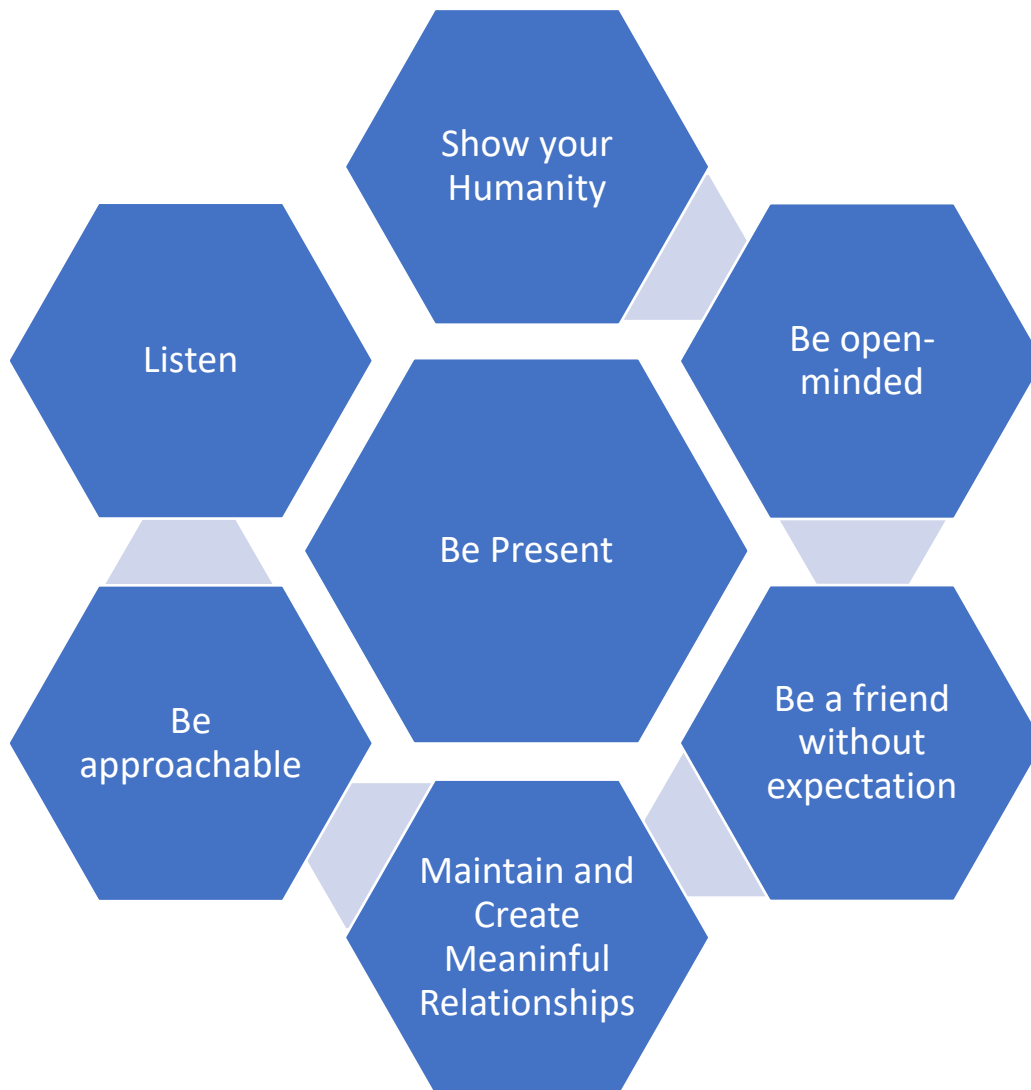 Show your
Humanity
Be open-
minded
Listen
Be Present
Be a friend
without
expectation
Be
approachable
Maintain and
Create
Meaninful
Relationships